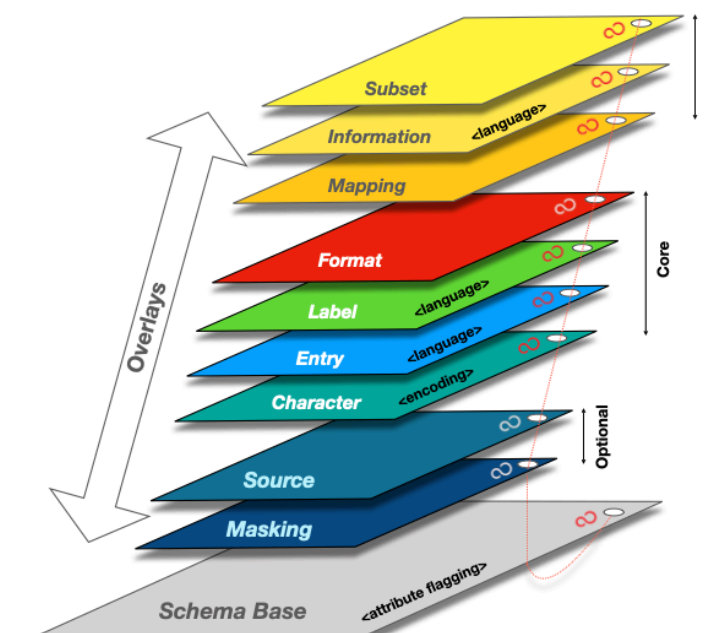 Subset
Information
<language>
Mapping
Format
Label
<language>
Entry
<language>
Character
<encoding>
Source
Masking
Schema Base
<attribute flagging>
Overlays
Core
Optional